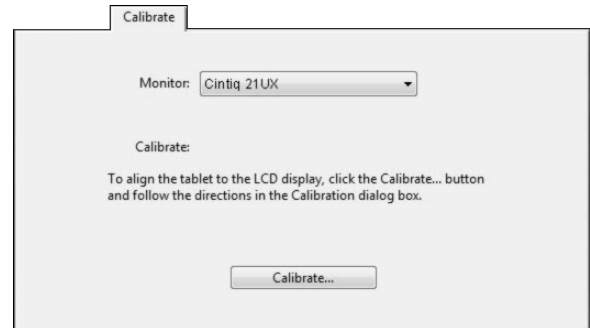 Calibrate
Monitor: Cintiq 21UX
Calibrate:
To align the tablet to the LCD display, click the Calibrate... button
and follow the directions in the Calibration dialog box.
Calibrate...